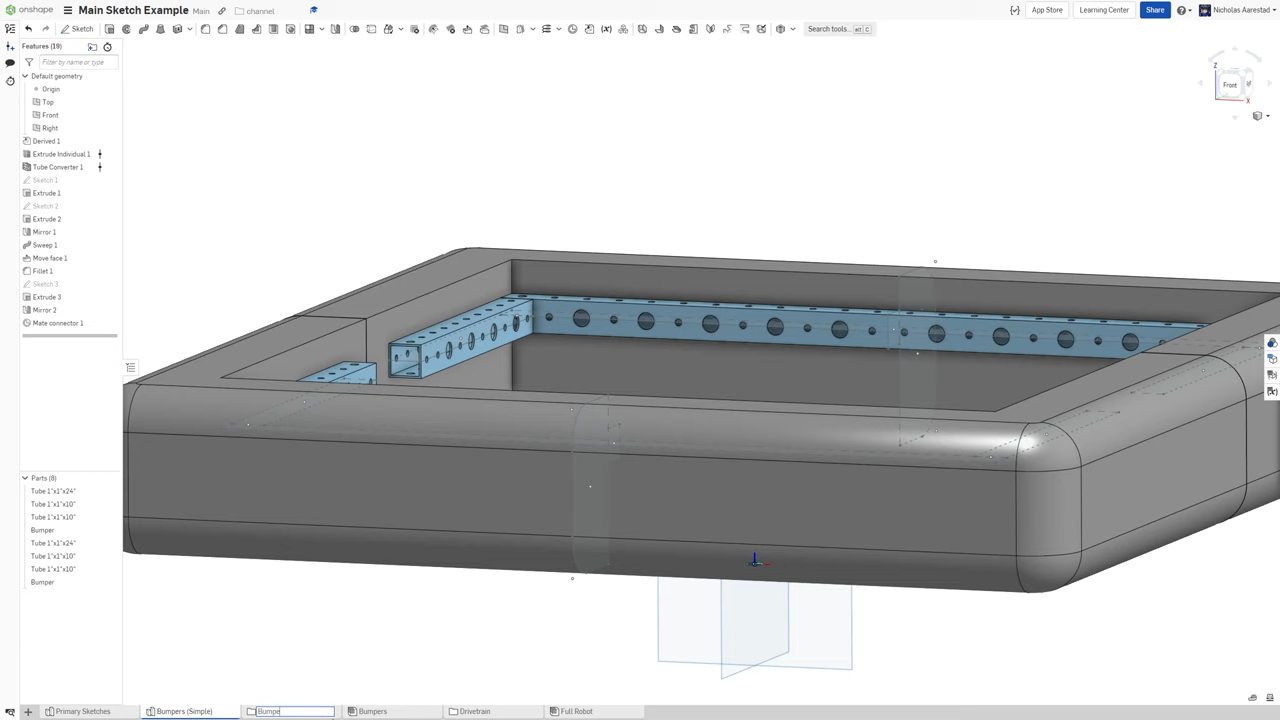 onshape Main Sketch Example Main channel App Store Learning Center Share Nicholas Aarestad
Sketch Search tools... alt C
Features (19)
Filter by name or type
Default geometry
Origin
Top
Front
Right
Derived 1
Extrude Individual 1
Tube Converter 1
Sketch 1
Extrude 1
Sketch 2
Extrude 2
Mirror 1
Sweep 1
Move face 1
Fillet 1
Sketch 3
Extrude 3
Mirror 2
Mate connector 1
Z
Front
X
Parts (8)
Tube 1"x1"x24"
Tube 1"x1"x10"
Tube 1"x1"x10"
Bumper
Tube 1"x1"x24"
Tube 1"x1"x10"
Tube 1"x1"x10"
Bumper
Primary Sketches Bumpers (Simple) Bumpe Bumpers Drivetrain Full Robot